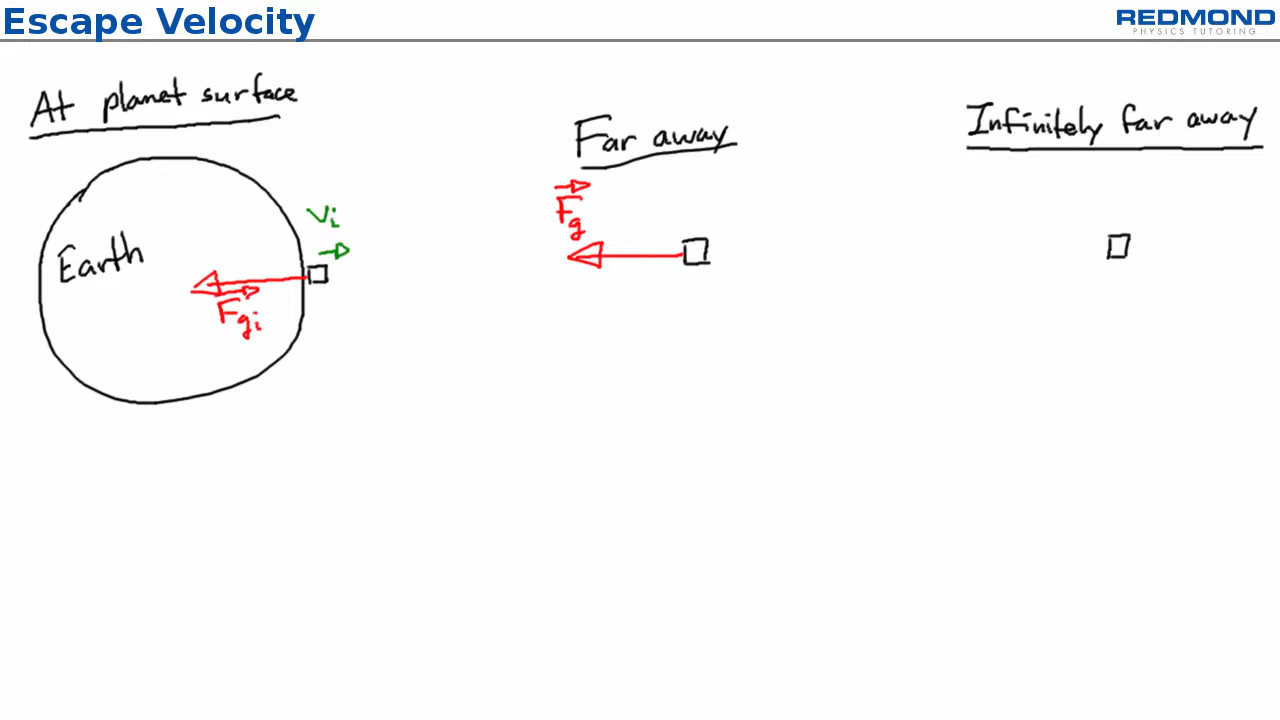 Escape Velocity
REDMOND
PHYSICS TUTORING
At planet surface
Far away
Infinitely far away
Earth
Vi
Fgi
Fg